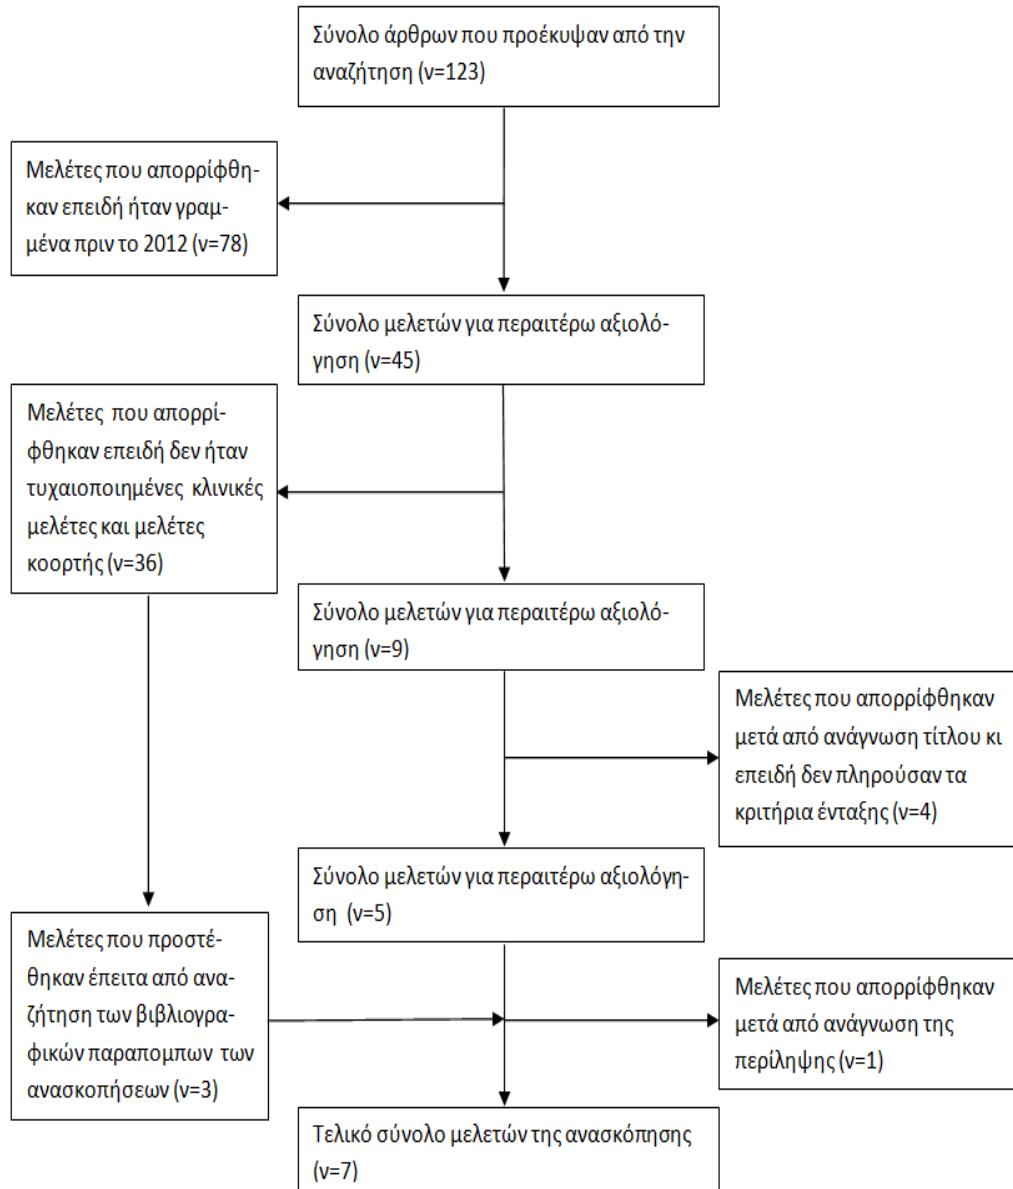 Σύνολο άρθρων που προέκυψαν από την
αναζήτηση (ν=123)
Μελέτες που απορρίφθη-
καν επειδή ήταν γραμ-
μένα πριν το 2012 (ν=78)
Σύνολο μελετών για περαιτέρω αξιολό-
γηση (ν=45)
Μελέτες που απορρί-
φθηκαν επειδή δεν ήταν
τυχαιοποιημένες κλινικές
μελέτες και μελέτες
κοορτής (ν=36)
Σύνολο μελετών για περαιτέρω αξιολό-
γηση (ν=9)
Μελέτες που απορρίφθηκαν
μετά από ανάγνωση τίτλου κι
επειδή δεν πληρούσαν τα
κριτήρια ένταξης (ν=4)
Σύνολο μελετών για περαιτέρω αξιολόγη-
ση (ν=5)
Μελέτες που προστέ-
θηκαν έπειτα από ανα-
ζήτηση των βιβλιογρα-
φικών παραπομπων των
ανασκοπήσεων (ν=3)
Μελέτες που απορρίφθηκαν
μετά από ανάγνωση της
περίληψης (ν=1)
Τελικό σύνολο μελετών της ανασκόπησης
(ν=7)